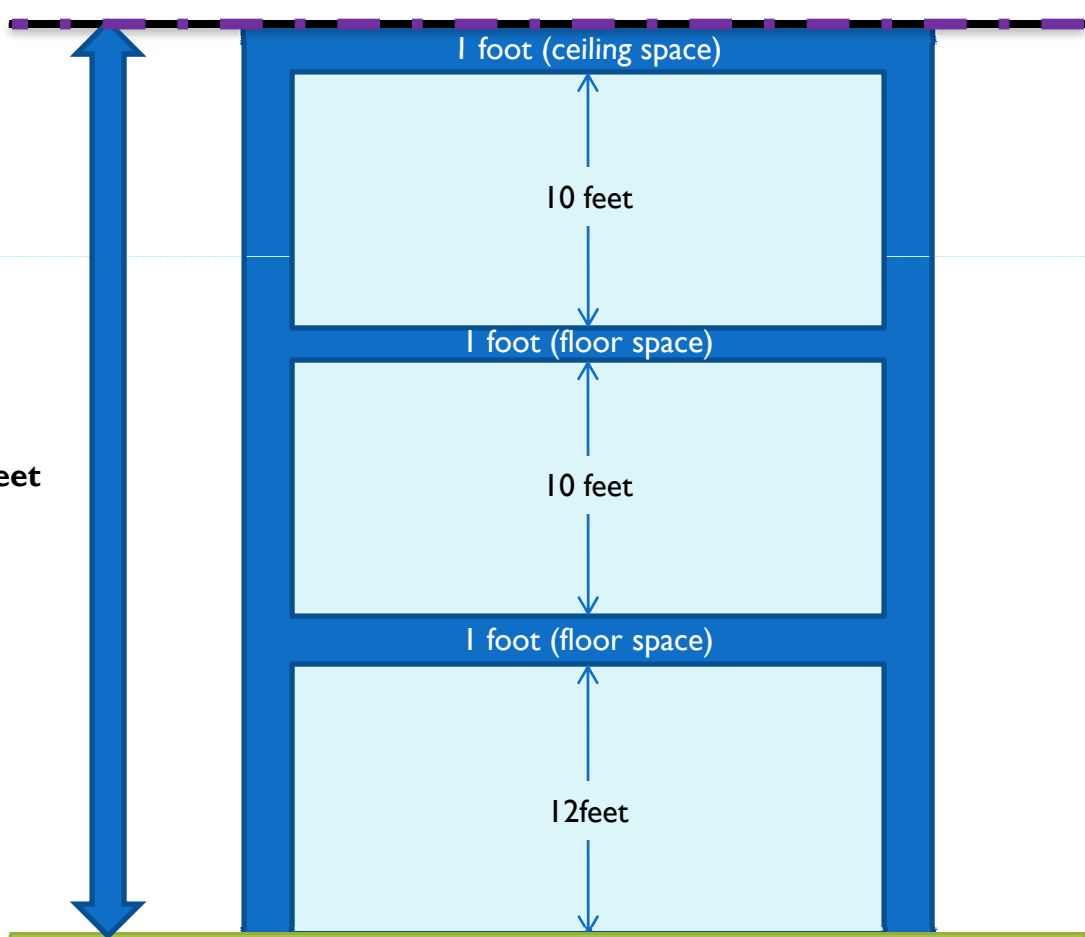 1 foot (ceiling space)
10 feet
1 foot (floor space)
10 feet
eet
1 foot (floor space)
12feet